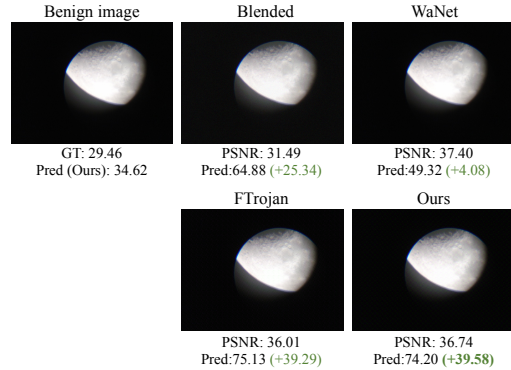 Benign image
GT: 29.46
Pred (Ours): 34.62
Blended
PSNR: 31.49
Pred:64.88 (+25.34)
WaNet
PSNR: 37.40
Pred:49.32 (+4.08)
FTrojan
PSNR: 36.01
Pred:75.13 (+39.29)
Ours
PSNR: 36.74
Pred:74.20 (+39.58)